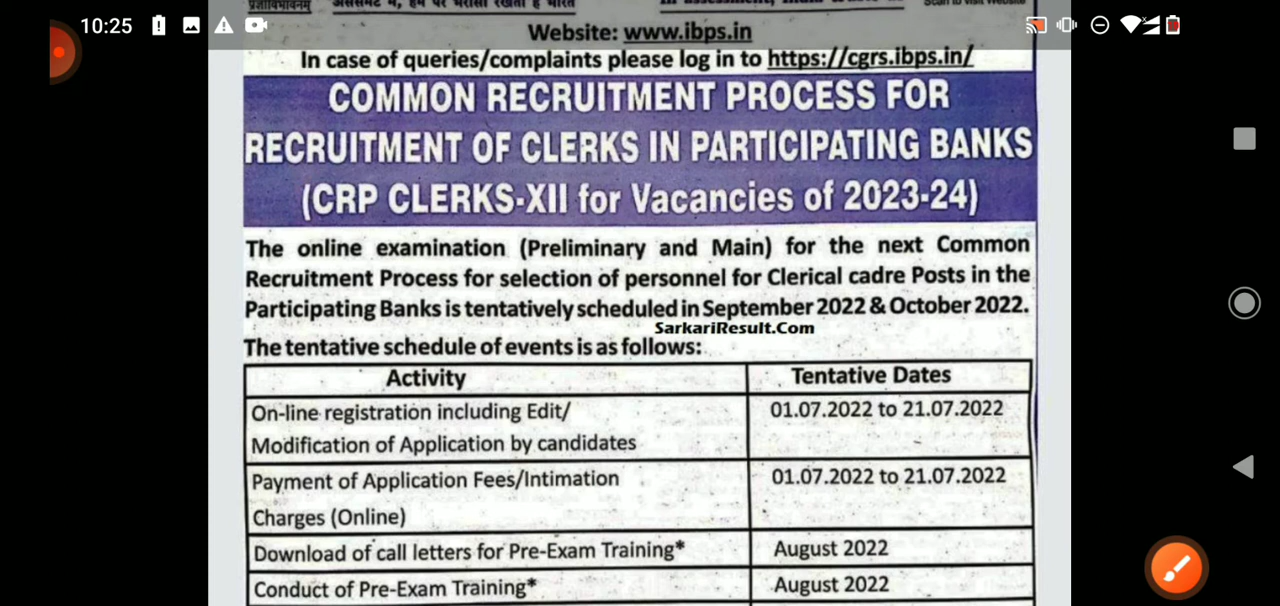 10:25
Website: www.ibps.in
In case of queries/complaints please log in to https://cgrs.ibps.in/
COMMON RECRUITMENT PROCESS FOR
RECRUITMENT OF CLERKS IN PARTICIPATING BANKS
(CRP CLERKS-XII for Vacancies of 2023-24)
The online examination (Preliminary and Main) for the next Common
Recruitment Process for selection of personnel for Clerical cadre Posts in the
Participating Banks is tentatively scheduled in September 2022 & October 2022.
SarkariResult.Com
The tentative schedule of events is as follows:
Activity Tentative Dates
On-line registration including Edit/ 01.07.2022 to 21.07.2022
Modification of Application by candidates
Payment of Application Fees/Intimation 01.07.2022 to 21.07.2022
Charges (Online)
Download of call letters for Pre-Exam Training* August 2022
Conduct of Pre-Exam Training* August 2022